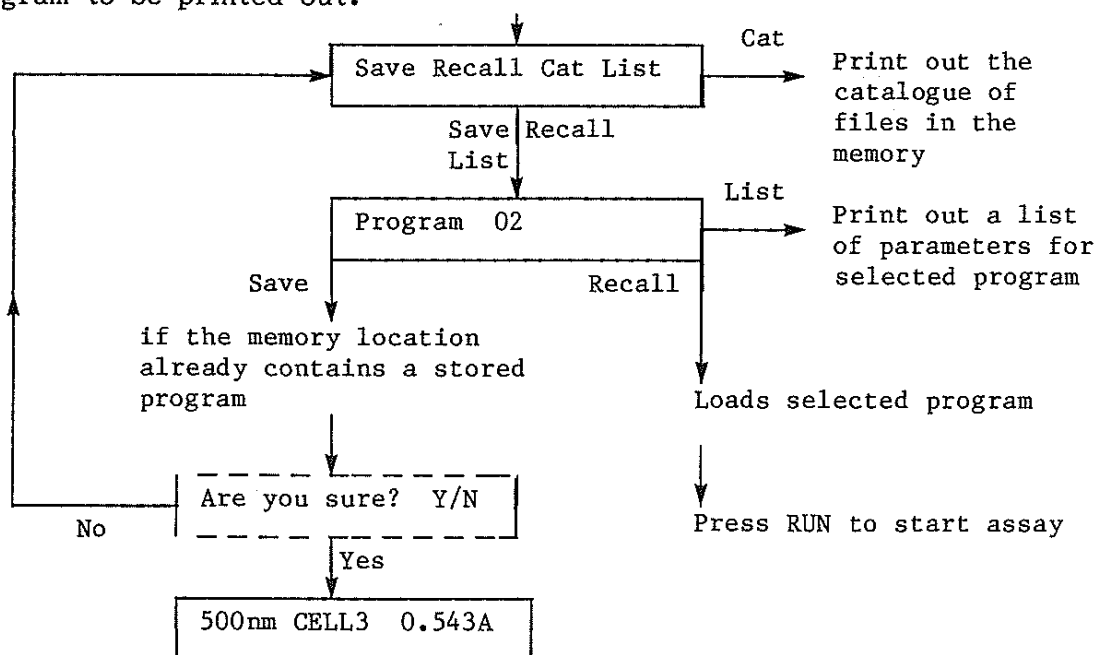 gram to be printed out.
Cat
Save Recall Cat List
Print out the
catalogue of
files in the
memory
Save Recall
List
List
Program 02
Print out a list
of parameters for
selected program
Save
Recall
if the memory location
already contains a stored
program
Loads selected program
Are you sure? Y/N
No
Press RUN to start assay
Yes
500nm CELL3 0.543A